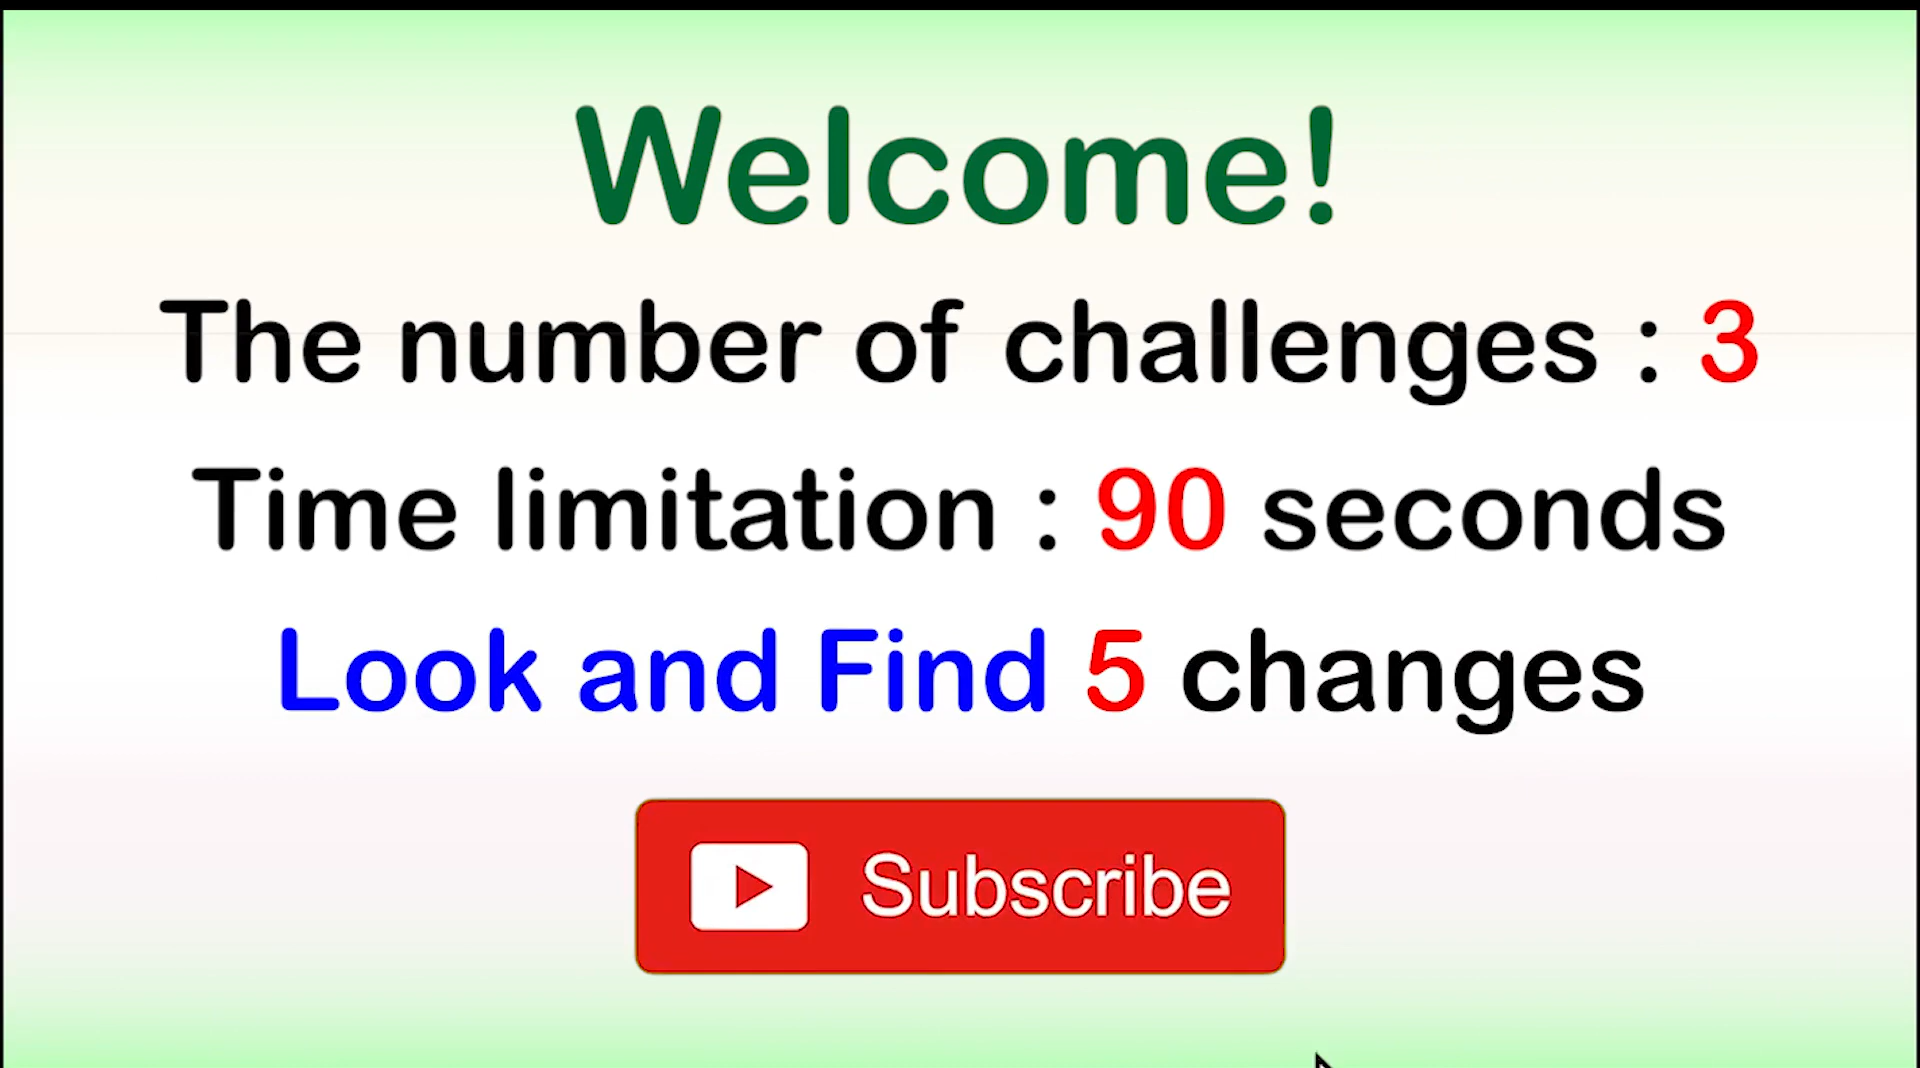 Welcome!
The number of challenges : 3
Time limitation : 90 seconds
Look and Find 5 changes
Subscribe